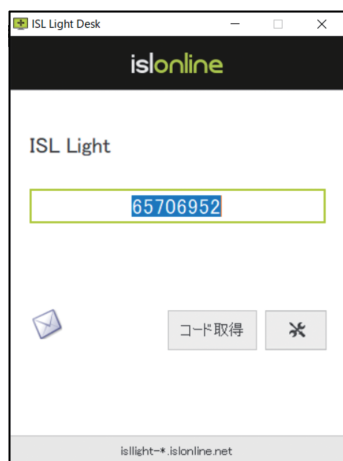 ISL Light Desk
islonline
ISL Light
65706952
コード取得
isllight-*.islonline.net